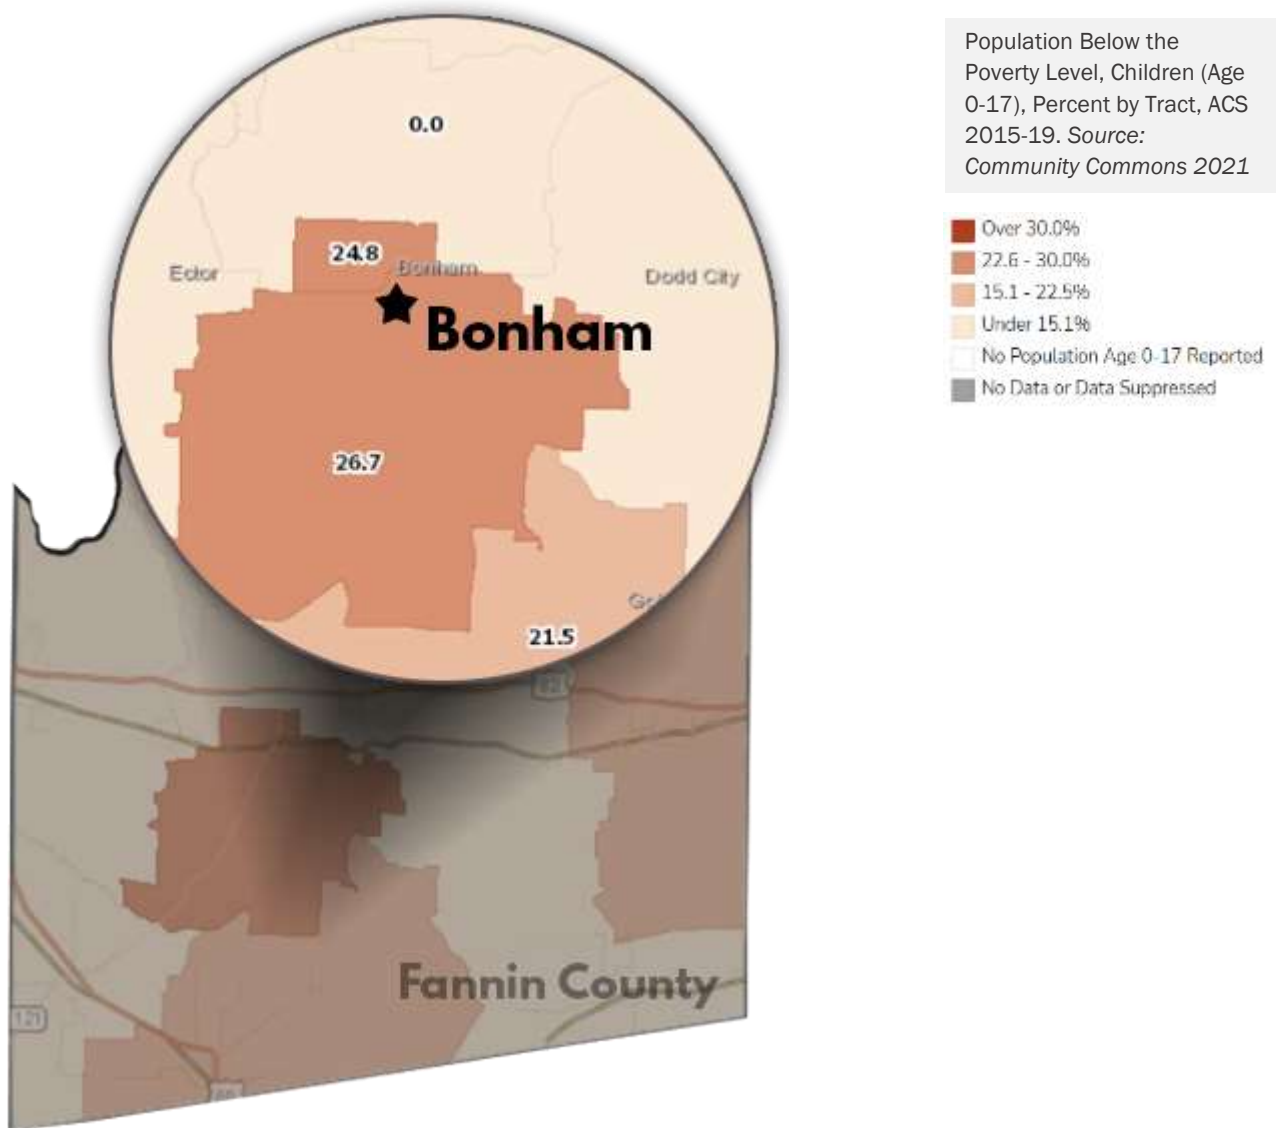 Population Below the
Poverty Level, Children (Age
0-17), Percent by Tract, ACS
2015-19. Source:
Community Commons 2021
Over 30.0%
22.6 - 30.0%
15.1 - 22.5%
Under 15.1%
No Population Age 0-17 Reported
No Data or Data Suppressed
0.0
24.8
Bonham
Ector
Dodd City
Bonham
26.7
21.5
82
Fannin County
121